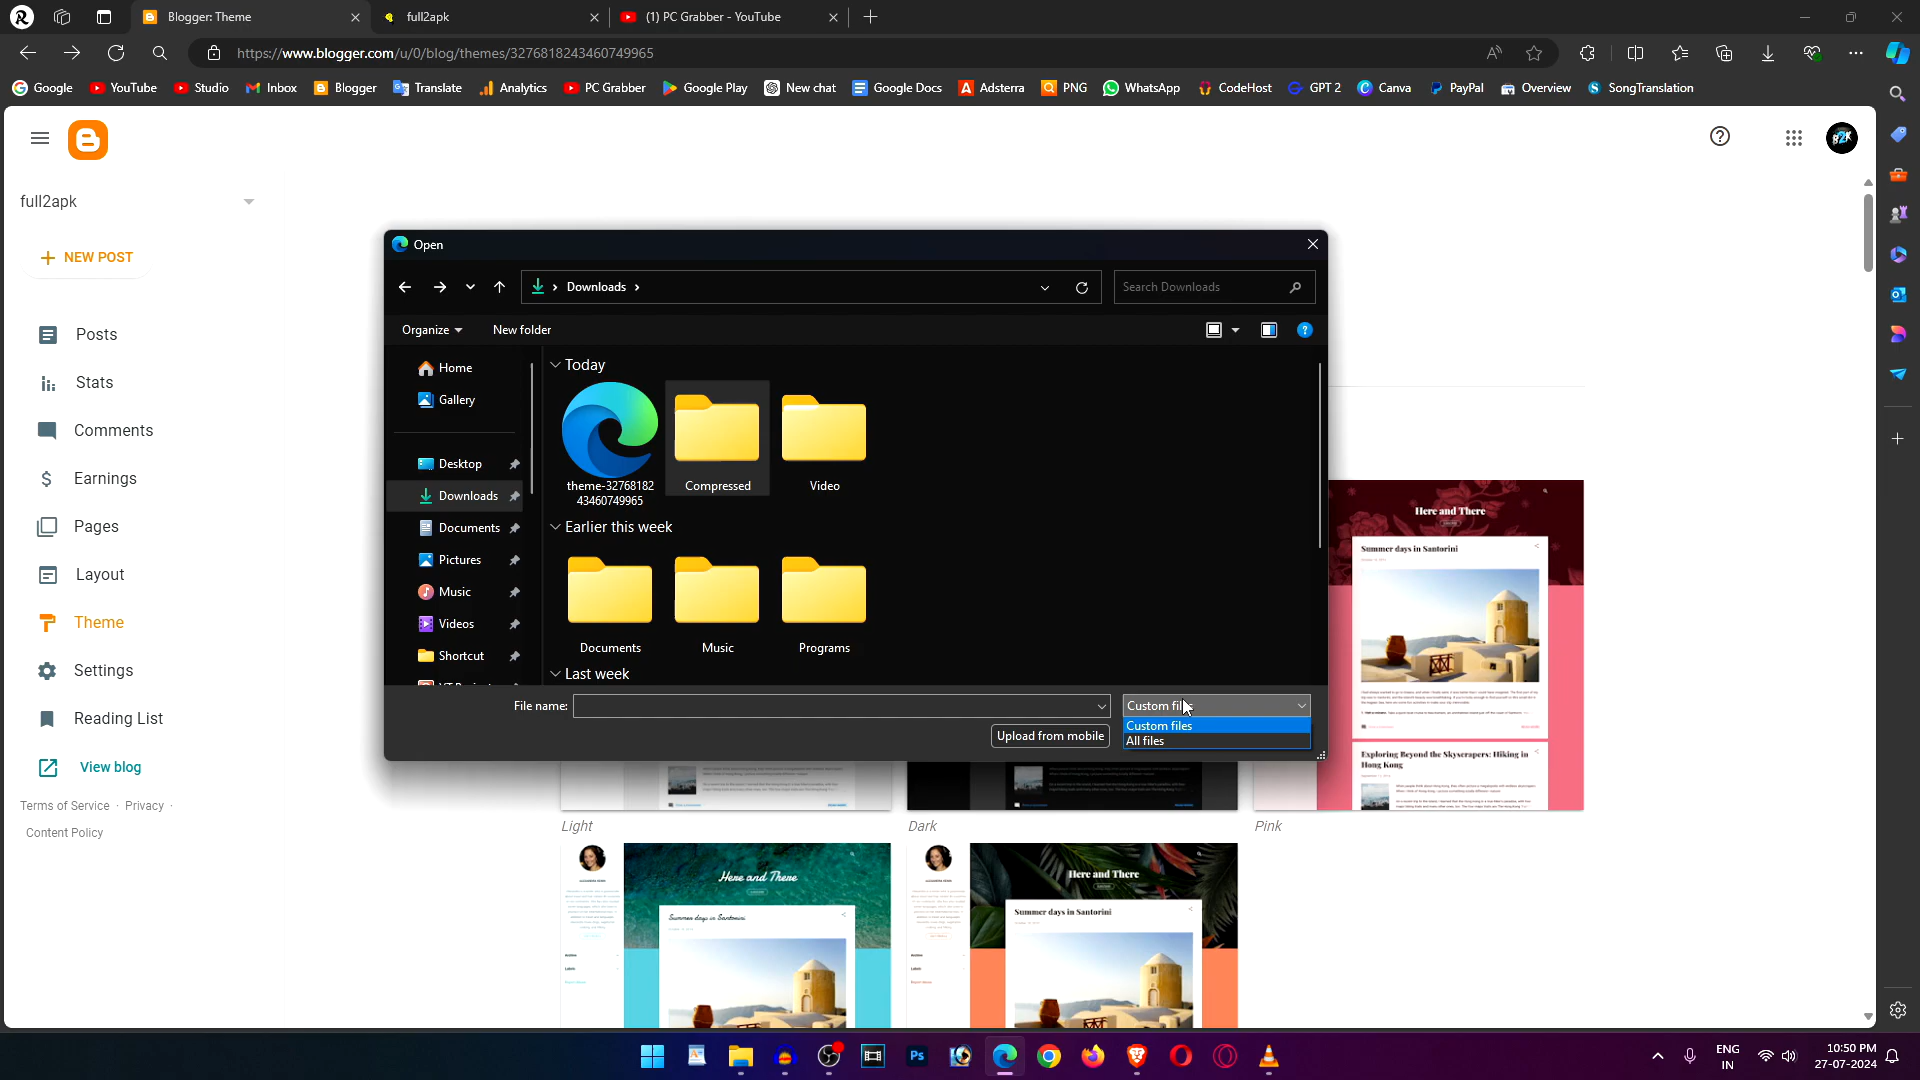 Blogger: Theme
full2apk
(1) PC Grabber - YouTube
https://www.blogger.com/u/0/blog/themes/3276818243460749965
Google
YouTube
Studio
Inbox
Blogger
Translate
Analytics
PC Grabber
Google Play
New chat
Google Docs
Adsterra
PNG
WhatsApp
CodeHost
GPT 2
Canva
PayPal
Overview
SongTranslation
full2apk
NEW POST
Posts
Stats
Comments
Earnings
Pages
Layout
Theme
Settings
Reading List
View blog
Terms of Service · Privacy ·
Content Policy
Open
Downloads
Search Downloads
Organize
New folder
Home
Gallery
Desktop
Downloads
Documents
Pictures
Music
Videos
Shortcut
Today
theme-32768182
43460749965
Compressed
Video
Earlier this week
Documents
Music
Programs
Last week
File name:
Custom files
Custom files
All files
Upload from mobile
Here and There
Summer days in Santorini
Exploring Beyond the Skyscrapers: Hiking in
Hong Kong
Light
Dark
Pink
Here and There
Summer days in Santorini
Here and There
Summer days in Santorini
Ps
ENG
IN
10:50 PM
27-07-2024